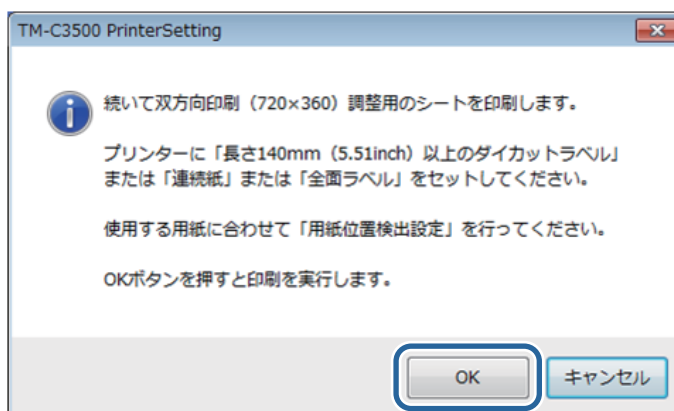 TM-C3500 PrinterSetting
続いて双方向印刷（720×360）調整用のシートを印刷します。
プリンターに「長さ140mm（5.51inch）以上のダイカットラベル」
または「連続紙」または「全面ラベル」をセットしてください。
使用する用紙に合わせて「用紙位置検出設定」を行ってください。
OKボタンを押すと印刷を実行します。
OK
キャンセル